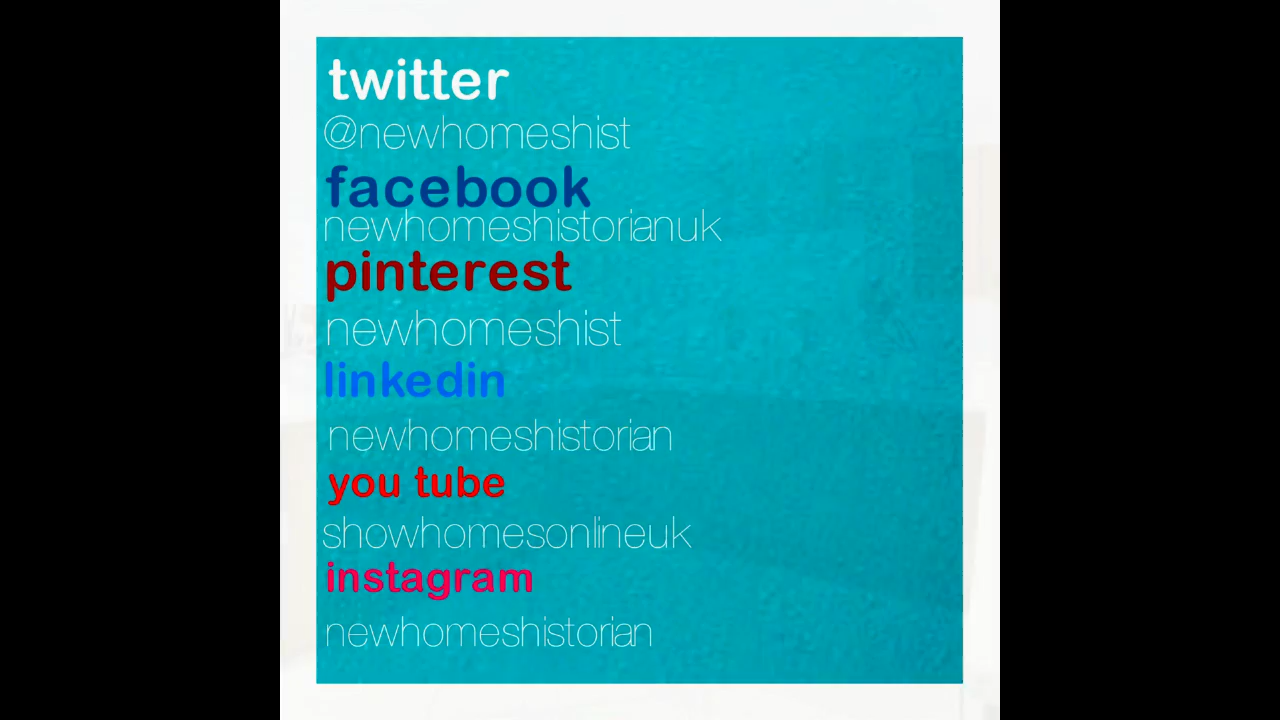 twitter
@newhomeshist
facebook
newhomeshistorianuk
pinterest
newhomeshist
linkedin
newhomeshistorian
you tube
showhomesonlineuk
instagram
newhomeshistorian